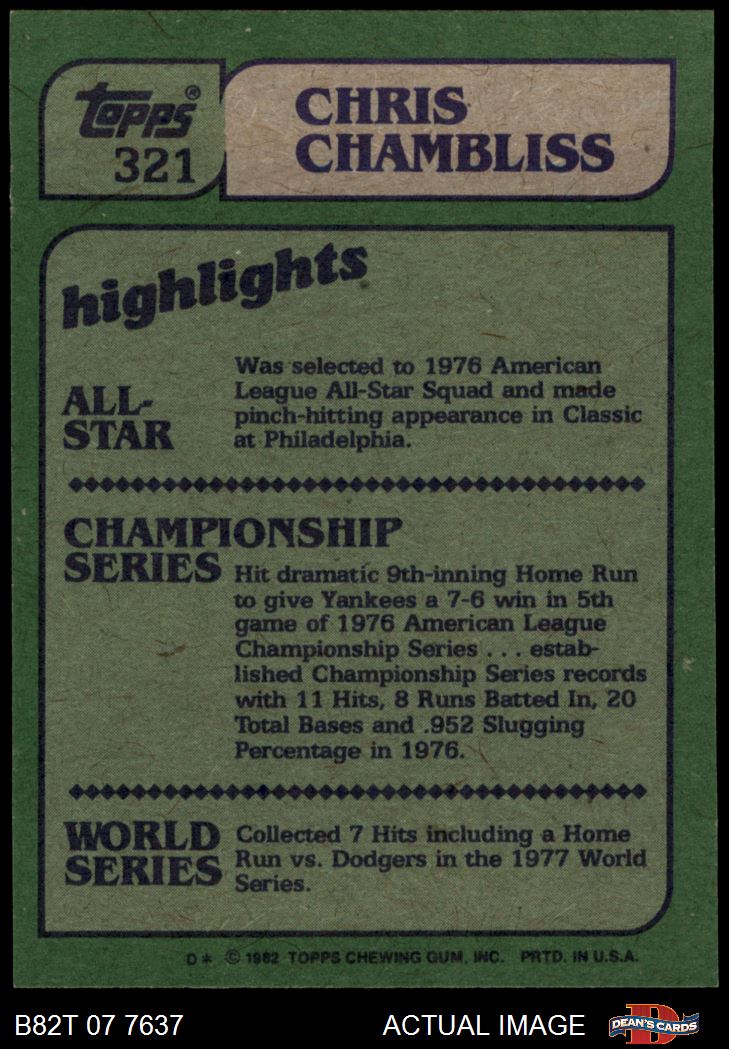 topps®
321
CHRIS
CHAMBLISS
highlights
ALL-
STAR
Was selected to 1976 American
League All-Star Squad and made
pinch-hitting appearance in Classic
at Philadelphia.
CHAMPIONSHIP
SERIES
Hit dramatic 9th-inning Home Run
to give Yankees a 7-6 win in 5th
game of 1976 American League
Championship Series . . . estab-
lished Championship Series records
with 11 Hits, 8 Runs Batted In, 20
Total Bases and .952 Slugging
Percentage in 1976.
WORLD
SERIES
Collected 7 Hits including a Home
Run vs. Dodgers in the 1977 World
Series.
D* © 1982 TOPPS CHEWING GUM, INC. PRTD. IN U.S.A.
B82T 07 7637
ACTUAL IMAGE
D
DEAN'S CARDS